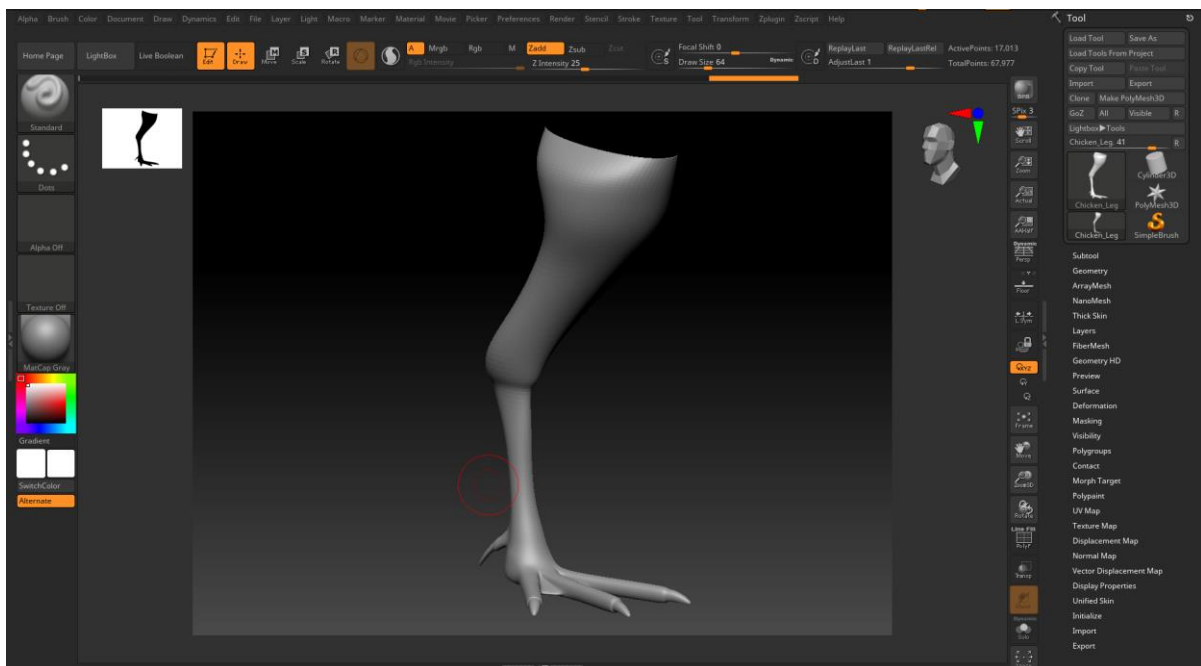 Alpha Brush Color Document Draw Dynamics Edit File Layer Light Macro Marker Material Movie Picker Preferences Render Stencil Stroke Texture Tool Transform Zplugin Zscript Help
Home Page
LightBox
Live Boolean
Edit
Draw
Move
Scale
Rotate
A Mrgb Rgb M Zadd Zsub Zcut
Rgb Intensity
Z Intensity 25
S
Focal Shift 0
Draw Size 64 Dynamic
D
ReplayLast ReplayLastRel ActivePoints: 17,013
AdjustLast 1 TotalPoints: 67,977
Standard
Dots
Alpha Off
Texture Off
MatCap Gray
Gradient
SwitchColor
Alternate
BPR
SPix 3
Scroll
Zoom
Actual
AAHalf
Dynamic
Persp
Floor
L.Sym
Frame
Move
Zoom3D
Rotate
Line Fill
PolyF
Transp
Dynamic
Solo
Tool
Load Tool Save As
Load Tools From Project
Copy Tool Paste Tool
Import Export
Clone Make PolyMesh3D
GoZ All Visible R
Lightbox▶Tools
Chicken_Leg. 41 R
Chicken_Leg
Cylinder3D
PolyMesh3D
Chicken_Leg
SimpleBrush
Subtool
Geometry
ArrayMesh
NanoMesh
Thick Skin
Layers
FiberMesh
Geometry HD
Preview
Surface
Deformation
Masking
Visibility
Polygroups
Contact
Morph Target
Polypaint
UV Map
Texture Map
Displacement Map
Normal Map
Vector Displacement Map
Display Properties
Unified Skin
Initialize
Import
Export